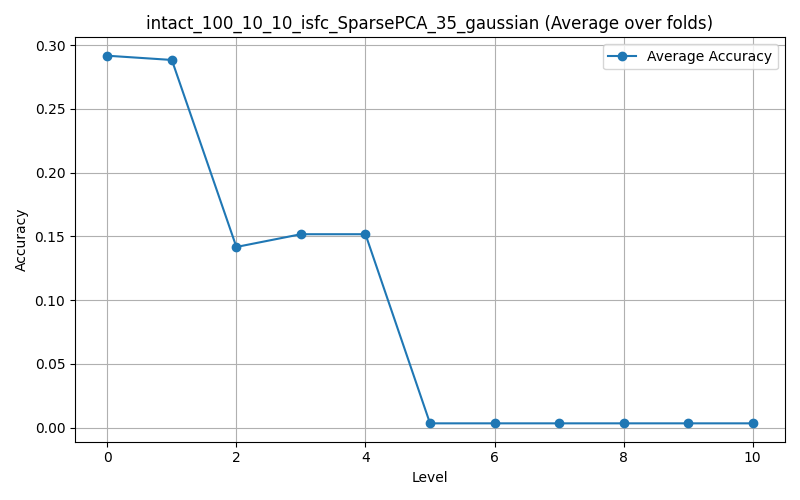 intact_100_10_10_isfc_SparsePCA_35_gaussian (Average over folds)
Average Accuracy
Accuracy
0.30
0.25
0.20
0.15
0.10
0.05
0.00
0 2 4 6 8 10
Level